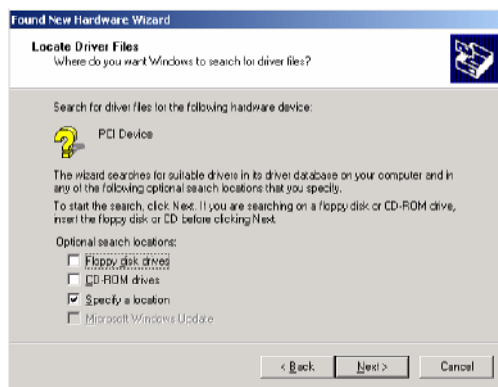 Found New Hardware Wizard
Locate Driver Files
Where do you want Windows to search for driver files?
Search for driver files for the following hardware device:
PCI Device
The wizard searches for suitable drivers in its driver database on your computer and in
any of the following optional search locations that you specify.
To start the search, click Next. If you are searching on a floppy disk or CD-ROM drive,
insert the floppy disk or CD before clicking Next.
Optional search locations:
Floppy disk drives
CD-ROM drives
Specify a location
Microsoft Windows Update
< Back
Next >
Cancel